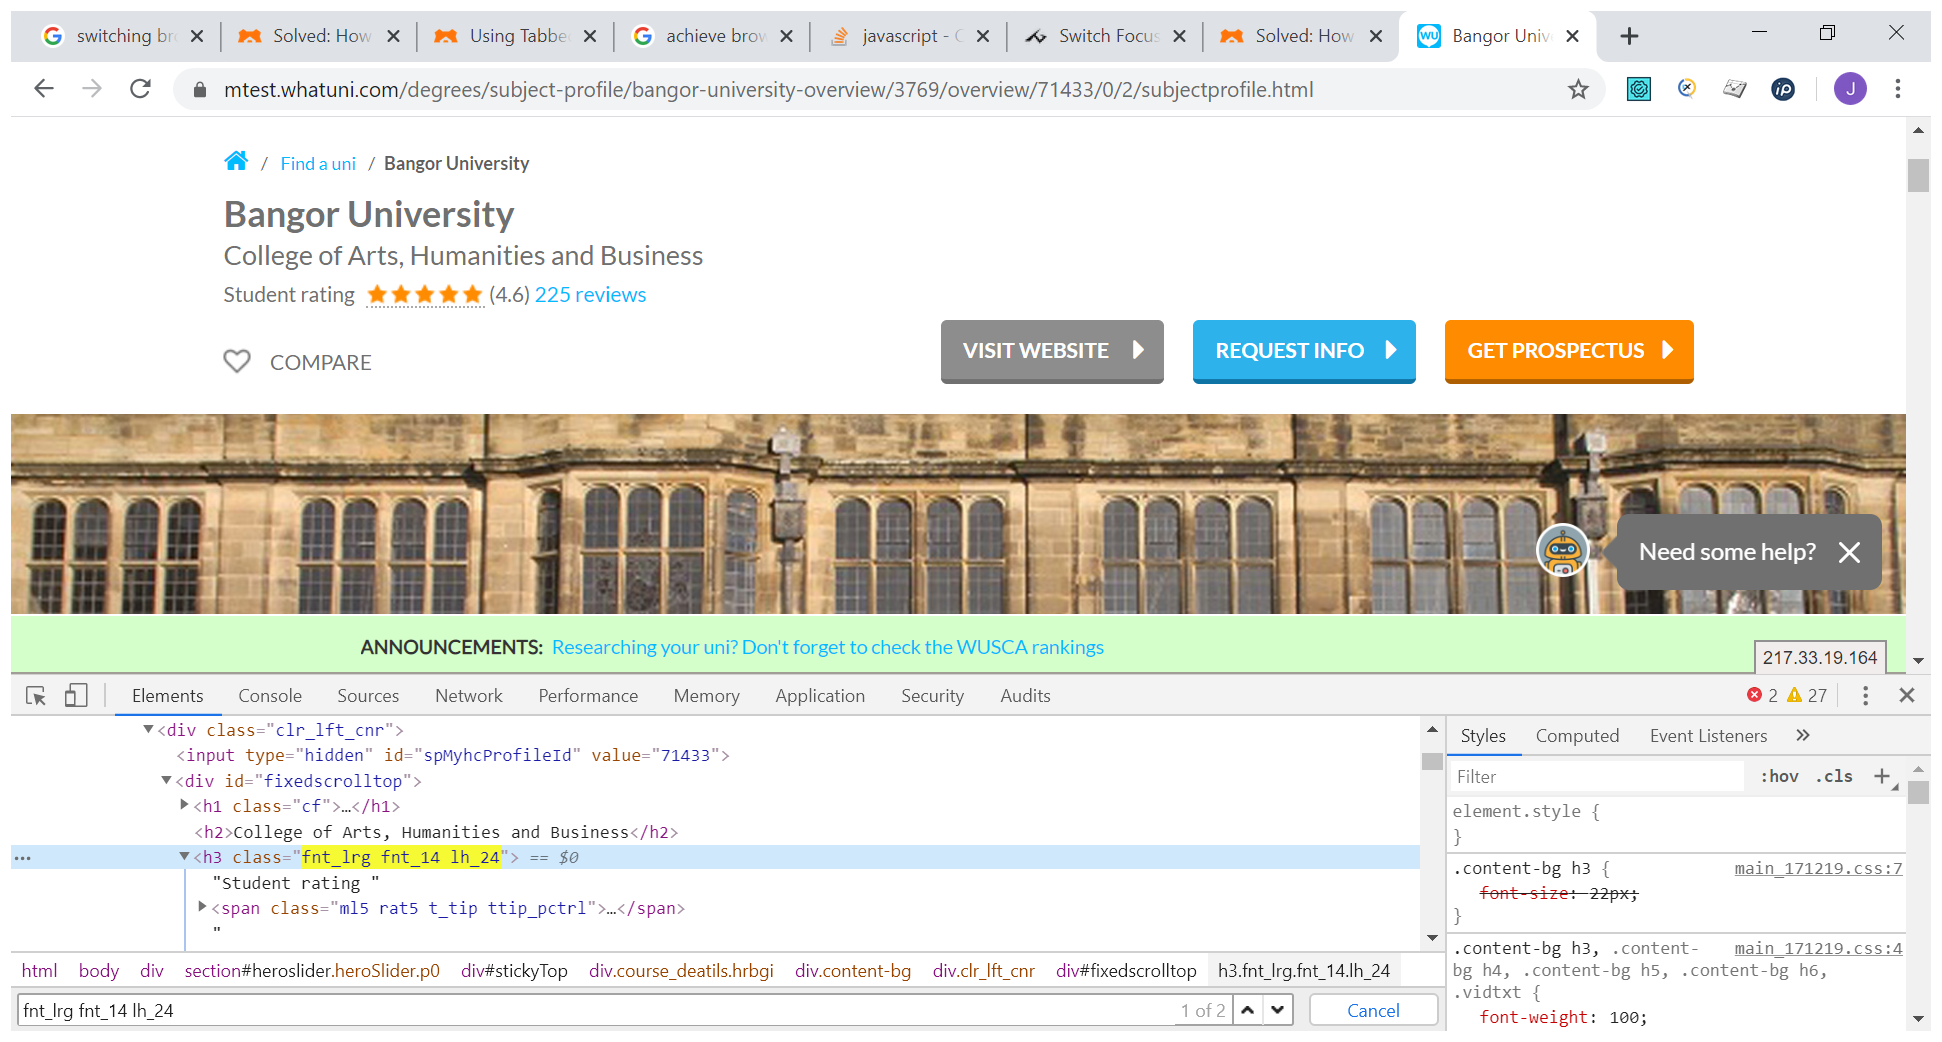 switching br
Solved: How
Using Tabbe
achieve brow
javascript -
Switch Focus
Solved: How
WU Bangor Univ
mtest.whatuni.com/degrees/subject-profile/bangor-university-overview/3769/overview/71433/0/2/subjectprofile.html
iP
J
/ Find a uni / Bangor University
Bangor University
College of Arts, Humanities and Business
Student rating (4.6) 225 reviews
COMPARE
VISIT WEBSITE
REQUEST INFO
GET PROSPECTUS
Need some help?
ANNOUNCEMENTS: Researching your uni? Don't forget to check the WUSCA rankings
217.33.19.164
Elements Console Sources Network Performance Memory Application Security Audits 2 27
<div class="clr_lft_cnr">
<input type="hidden" id="spMyhcProfileId" value="71433">
<div id="fixedscrolltop">
<h1 class="cf">…</h1>
<h2>College of Arts, Humanities and Business</h2>
<h3 class="fnt_lrg fnt_14 lh_24"> == $0
"Student rating "
<span class="ml5 rat5 t_tip ttip_pctrl">…</span>
"
html body div section#heroslider.heroSlider.p0 div#stickyTop div.course_deatils.hrbgi div.content-bg div.clr_lft_cnr div#fixedscrolltop h3.fnt_lrg.fnt_14.lh_24
fnt_lrg fnt_14 lh_24 1 of 2 Cancel
Styles Computed Event Listeners »
Filter :hov .cls +
element.style {
}
.content-bg h3 { main_171219.css:7
font-size: 22px;
}
.content-bg h3, .content- main_171219.css:4
bg h4, .content-bg h5, .content-bg h6,
.vidtxt {
font-weight: 100;